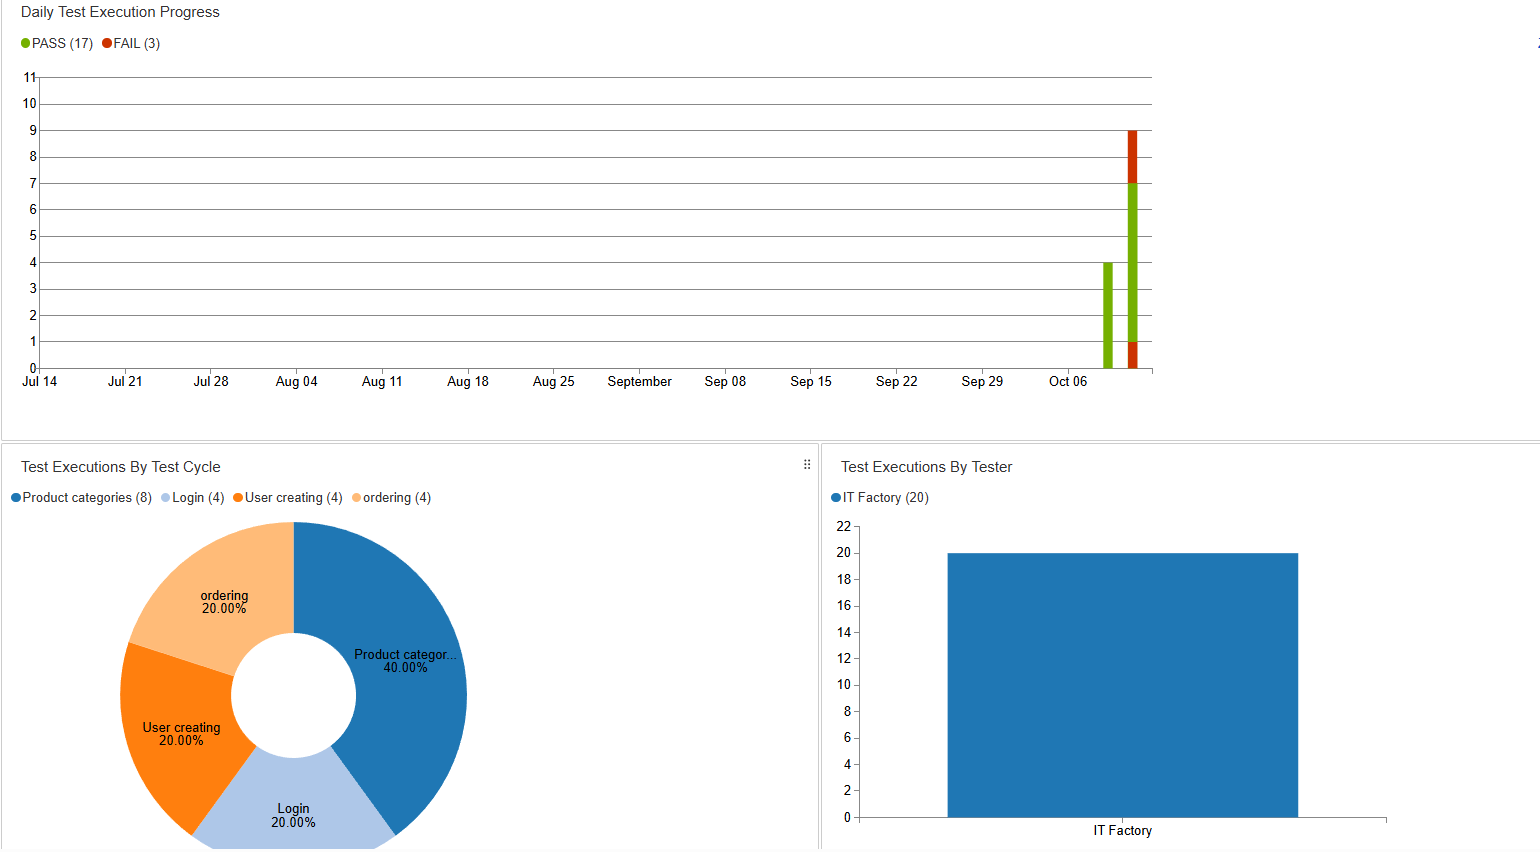 Daily Test Execution Progress
PASS (17) FAIL (3)
11
10
9
8
7
6
5
4
3
2
1
0
Jul 14 Jul 21 Jul 28 Aug 04 Aug 11 Aug 18 Aug 25 September Sep 08 Sep 15 Sep 22 Sep 29 Oct 06
Test Executions By Test Cycle
Product categories (8) Login (4) User creating (4) ordering (4)
ordering
20.00%
Product categor...
40.00%
User creating
20.00%
Login
20.00%
Test Executions By Tester
IT Factory (20)
22
20
18
16
14
12
10
8
6
4
2
0
IT Factory